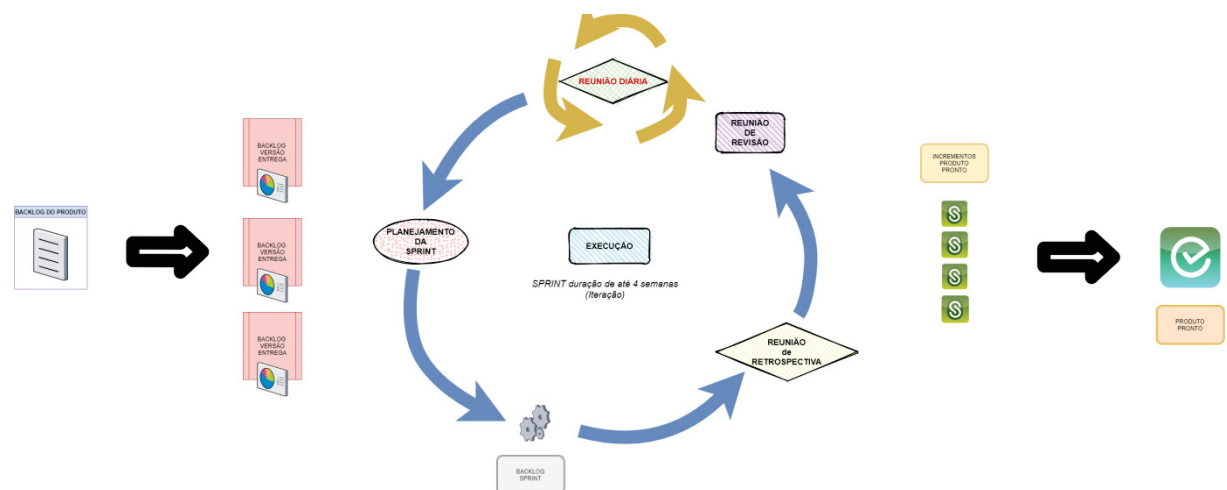 BACKLOG DO PRODUTO
BACKLOG
VERSÃO
ENTREGA
BACKLOG
VERSÃO
ENTREGA
BACKLOG
VERSÃO
ENTREGA
REUNIÃO DIÁRIA
REUNIÃO
DE
REVISÃO
PLANEJAMENTO
DA
SPRINT
EXECUÇÃO
SPRINT duração de até 4 semanas
(Iteração)
REUNIÃO
de
RETROSPECTIVA
BACKLOG
SPRINT
INCREMENTOS
PRODUTO
PRONTO
S
S
S
S
PRODUTO
PRONTO